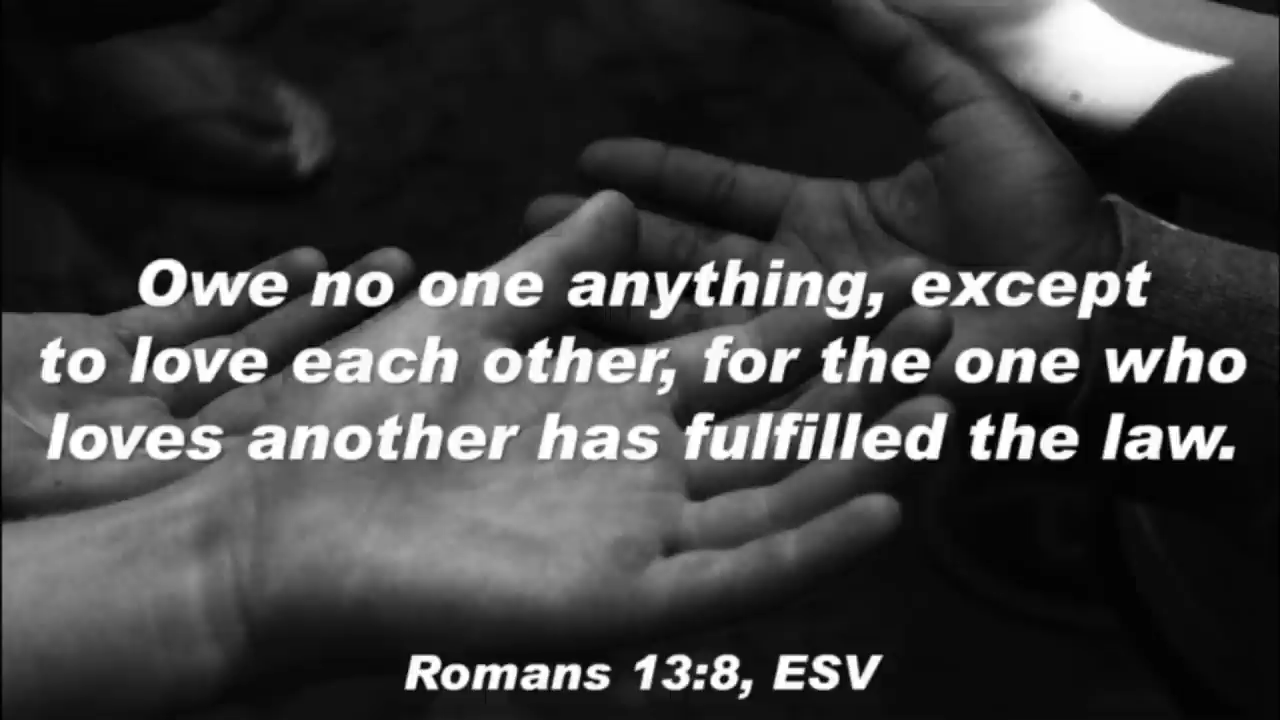 Owe no one anything, except
to love each other, for the one who
loves another has fulfilled the law.
Romans 13:8, ESV